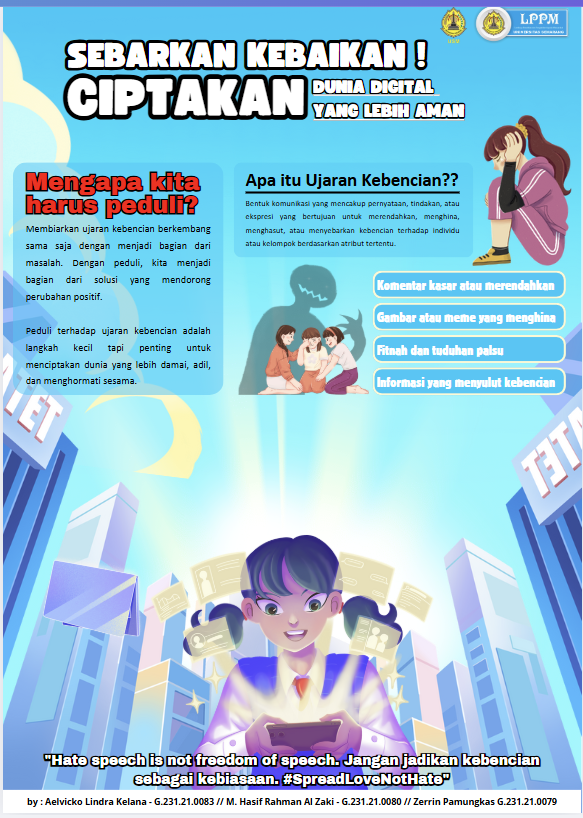 LPPM
SEBARKAN KEBAIKAN !
CIPTAKAN
DUNIA DIGITAL
YANG LEBIH AMAN
Mengapa kita
harus peduli?
Membiarkan ujaran kebencian berkembang
sama saja dengan menjadi bagian dari
masalah. Dengan peduli, kita menjadi
bagian dari solusi yang mendorong
perubahan positif.
Peduli terhadap ujaran kebencian adalah
langkah kecil tapi penting untuk
menciptakan dunia yang lebih damai, adil,
dan menghormati sesama.
Apa itu Ujaran Kebencian??
Bentuk komunikasi yang mencakup pernyataan, tindakan, atau
ekspresi yang bertujuan untuk merendahkan, menghina,
menghasut, atau menyebarkan kebencian terhadap individu
atau kelompok berdasarkan atribut tertentu.
Komentar kasar atau merendahkan
Gambar atau meme yang menghina
Fitnah dan tuduhan palsu
Informasi yang menyulut kebencian
"Hate speech is not freedom of speech. Jangan jadikan kebencian
sebagai kebiasaan. #SpreadLoveNotHate"
by : Aelvicko Lindra Kelana - G.231.21.0083 // M. Hasif Rahman Al Zaki - G.231.21.0080 // Zerrin Pamungkas G.231.21.0079